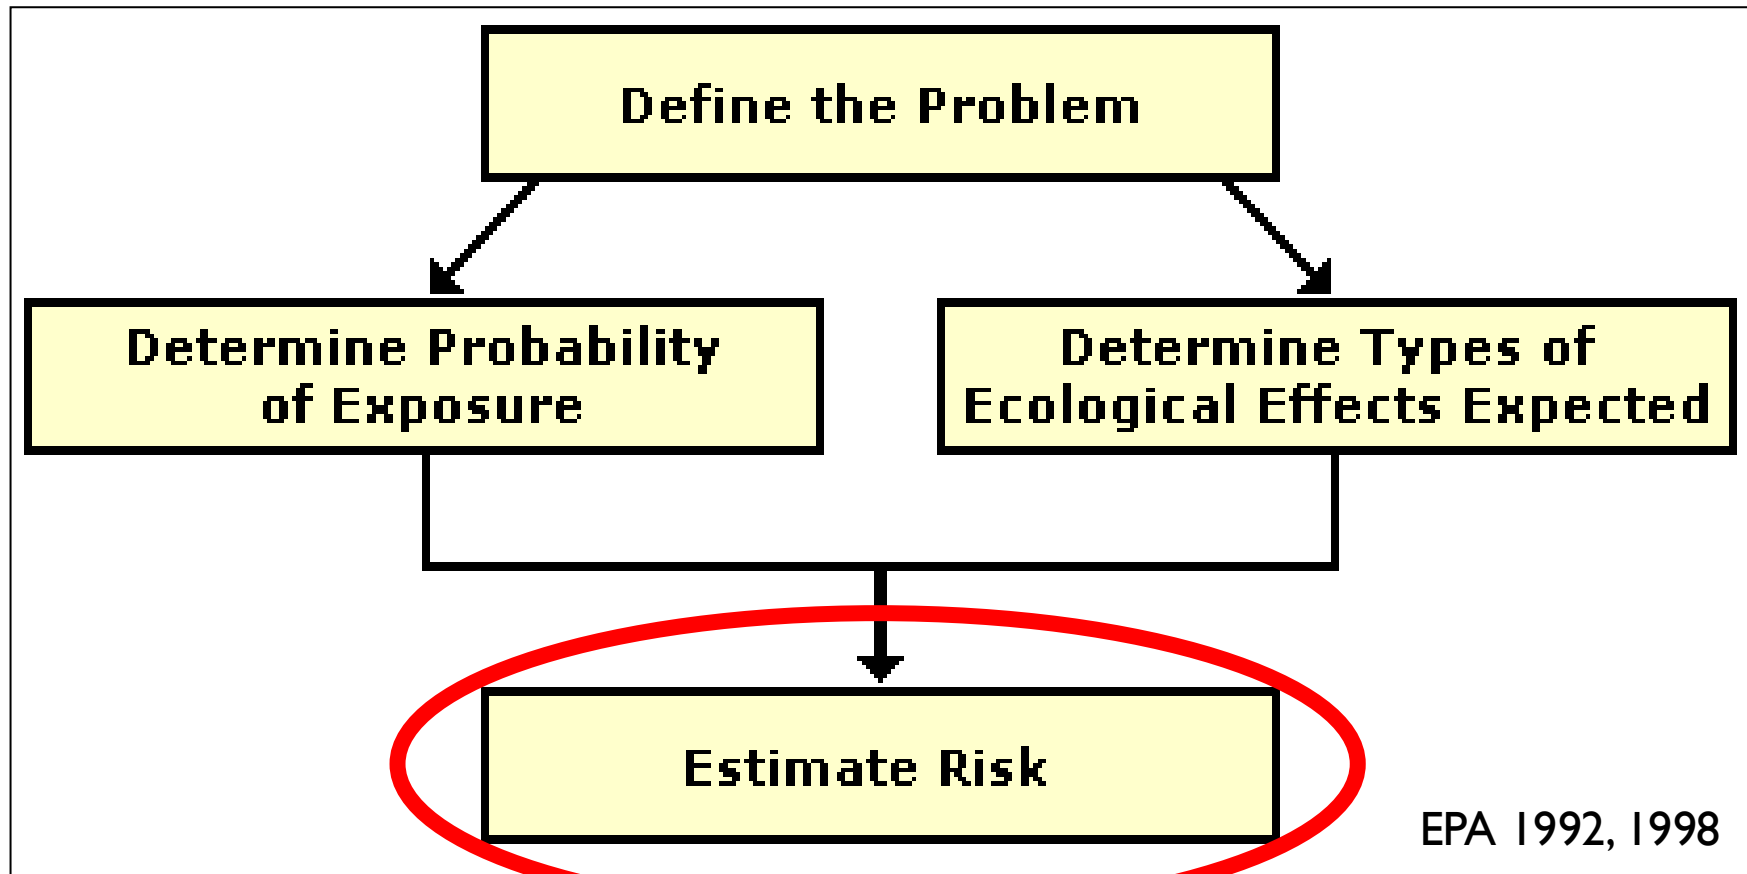 Define the Problem
Determine Probability
of Exposure
Determine Types of
Ecological Effects Expected
Estimate Risk
EPA 1992, 1998